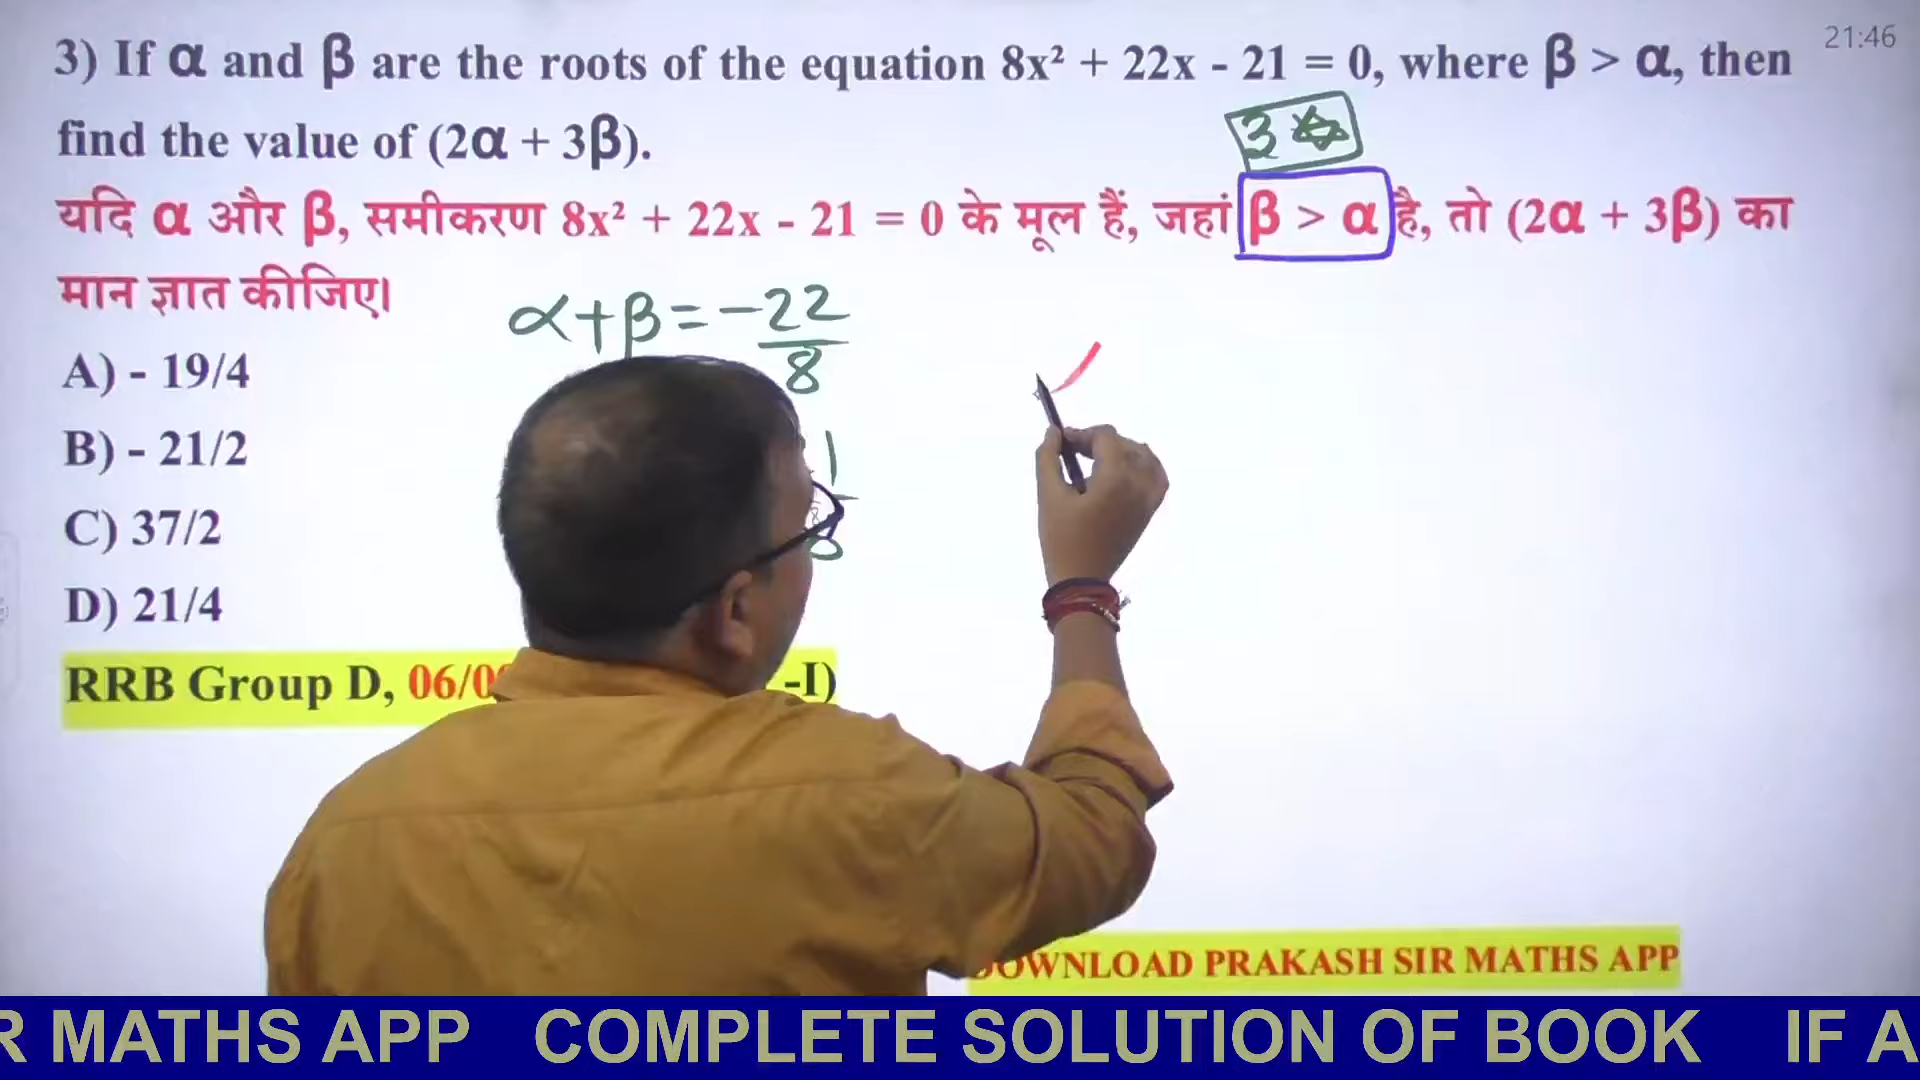 21:46
3) If α and β are the roots of the equation 8x² + 22x - 21 = 0, where β > α, then
find the value of (2α + 3β).
3
यदि α और β, समीकरण 8x² + 22x - 21 = 0 के मूल हैं, जहां β > α है, तो (2α + 3β) का
मान ज्ञात कीजिए।
α+β = -22/8
A) - 19/4
B) - 21/2
C) 37/2
D) 21/4
RRB Group D, 06/0 -I)
DOWNLOAD PRAKASH SIR MATHS APP
R MATHS APP COMPLETE SOLUTION OF BOOK IF A